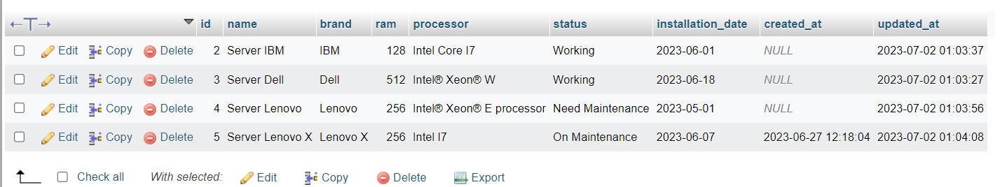 id name brand ram processor status installation_date created_at updated_at
Edit Copy Delete 2 Server IBM IBM 128 Intel Core I7 Working 2023-06-01 NULL 2023-07-02 01:03:37
Edit Copy Delete 3 Server Dell Dell 512 Intel® Xeon® W Working 2023-06-18 NULL 2023-07-02 01:03:27
Edit Copy Delete 4 Server Lenovo Lenovo 256 Intel® Xeon® E processor Need Maintenance 2023-05-01 NULL 2023-07-02 01:03:56
Edit Copy Delete 5 Server Lenovo X Lenovo X 256 Intel I7 On Maintenance 2023-06-07 2023-06-27 12:18:04 2023-07-02 01:04:08
Check all With selected: Edit Copy Delete Export